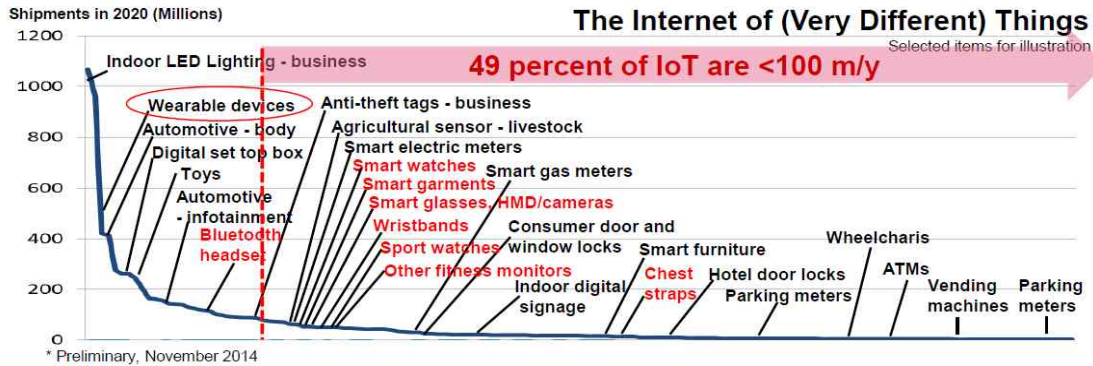 Shipments in 2020 (Millions)
The Internet of (Very Different) Things
Selected items for illustration
49 percent of IoT are <100 m/y
1200
1000
800
600
400
200
0
Indoor LED Lighting - business
Wearable devices
Automotive - body
Digital set top box
Toys
Automotive
- infotainment
Bluetooth
headset
Anti-theft tags - business
Agricultural sensor - livestock
Smart electric meters
Smart watches
Smart garments
Smart glasses, HMD/cameras
Wristbands
Sport watches
Other fitness monitors
Smart gas meters
Consumer door and
window locks
Indoor digital
signage
Smart furniture
Chest
straps
Hotel door locks
Parking meters
Wheelcharis
ATMs
Vending
machines
Parking
meters
* Preliminary, November 2014